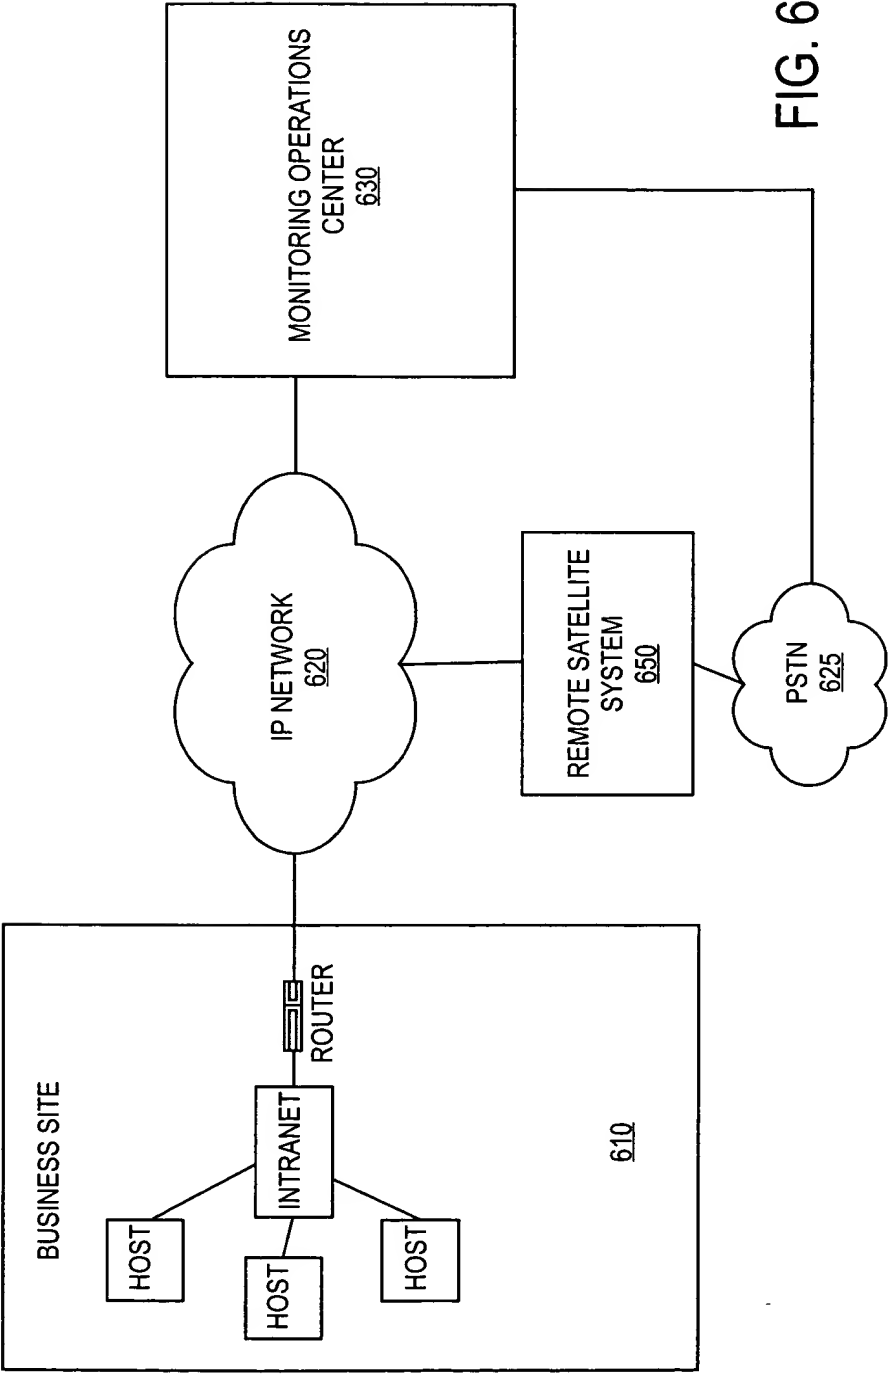 BUSINESS SITE
HOST
HOST
HOST
INTRANET
ROUTER
610
IP NETWORK
620
REMOTE SATELLITE
SYSTEM
650
PSTN
625
MONITORING OPERATIONS
CENTER
630
FIG. 6